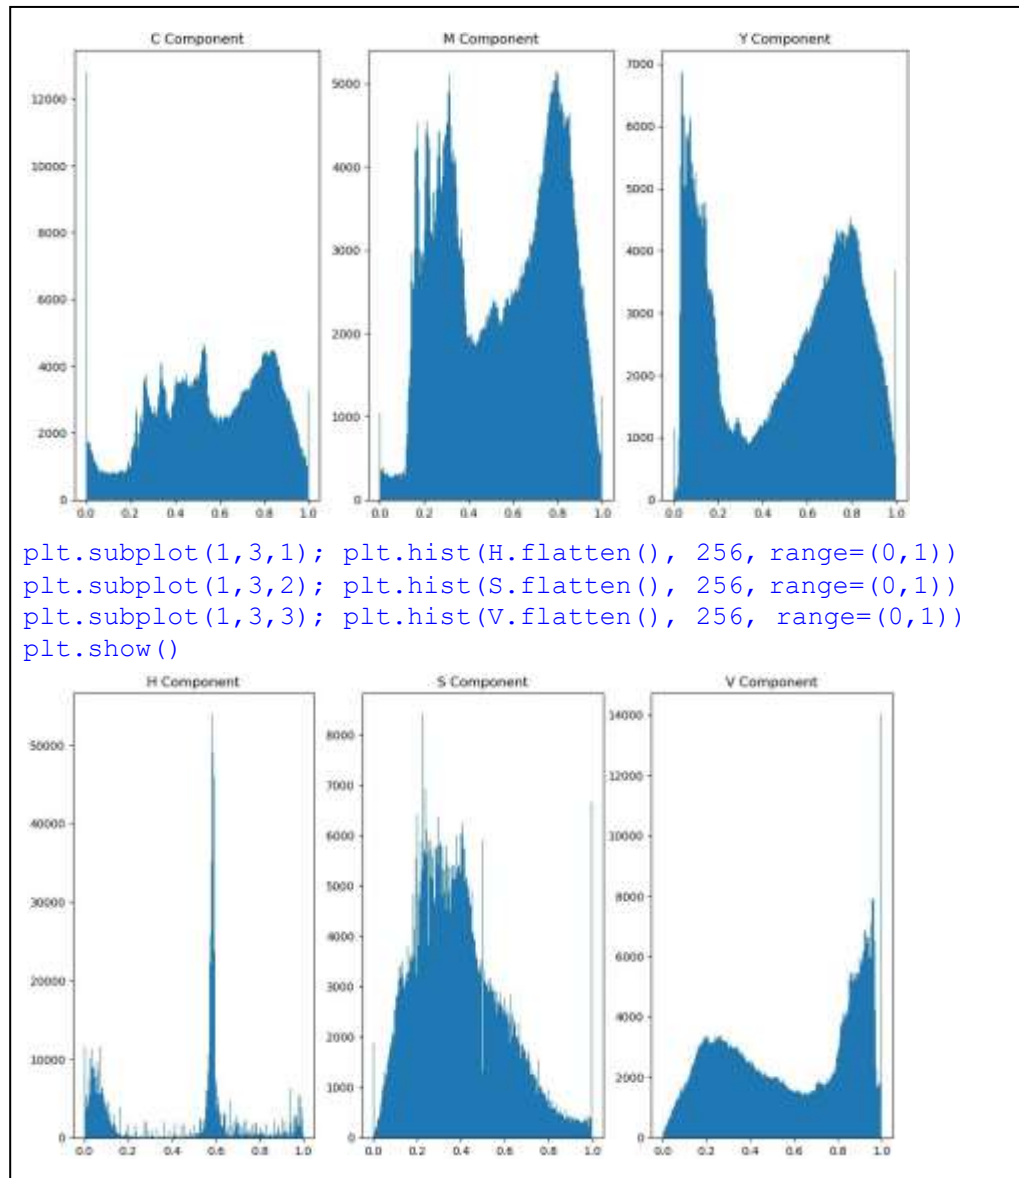 C Component M Component Y Component
12000 10000 8000 6000 4000 2000 0
0.0 0.2 0.4 0.6 0.8 1.0
5000 4000 3000 2000 1000 0
0.0 0.2 0.4 0.6 0.8 1.0
7000 6000 5000 4000 3000 2000 1000 0
0.0 0.2 0.4 0.6 0.8 1.0
plt.subplot(1,3,1); plt.hist(H.flatten(), 256, range=(0,1))
plt.subplot(1,3,2); plt.hist(S.flatten(), 256, range=(0,1))
plt.subplot(1,3,3); plt.hist(V.flatten(), 256, range=(0,1))
plt.show()
H Component S Component V Component
50000 40000 30000 20000 10000 0
0.0 0.2 0.4 0.6 0.8 1.0
8000 7000 6000 5000 4000 3000 2000 1000 0
0.0 0.2 0.4 0.6 0.8 1.0
14000 12000 10000 8000 6000 4000 2000 0
0.0 0.2 0.4 0.6 0.8 1.0